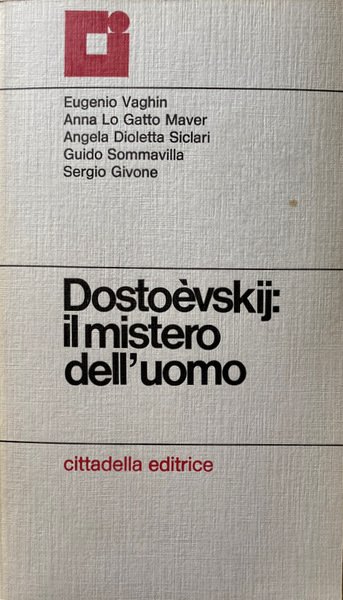 Eugenio Vaghin
Anna Lo Gatto Maver
Angela Dioletta Siclari
Guido Sommavilla
Sergio Givone
Dostoèvskij:
il mistero
dell'uomo
cittadella editrice